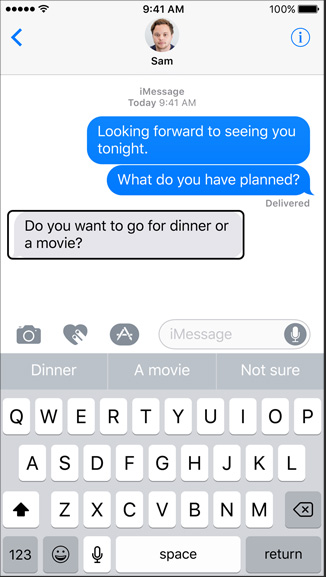 9:41 AM
100%
Sam
iMessage
Today 9:41 AM
Looking forward to seeing you
tonight.
What do you have planned?
Delivered
Do you want to go for dinner or
a movie?
iMessage
Dinner
A movie
Not sure
Q W E R T Y U I O P
A S D F G H J K L
Z X C V B N M
123
space
return